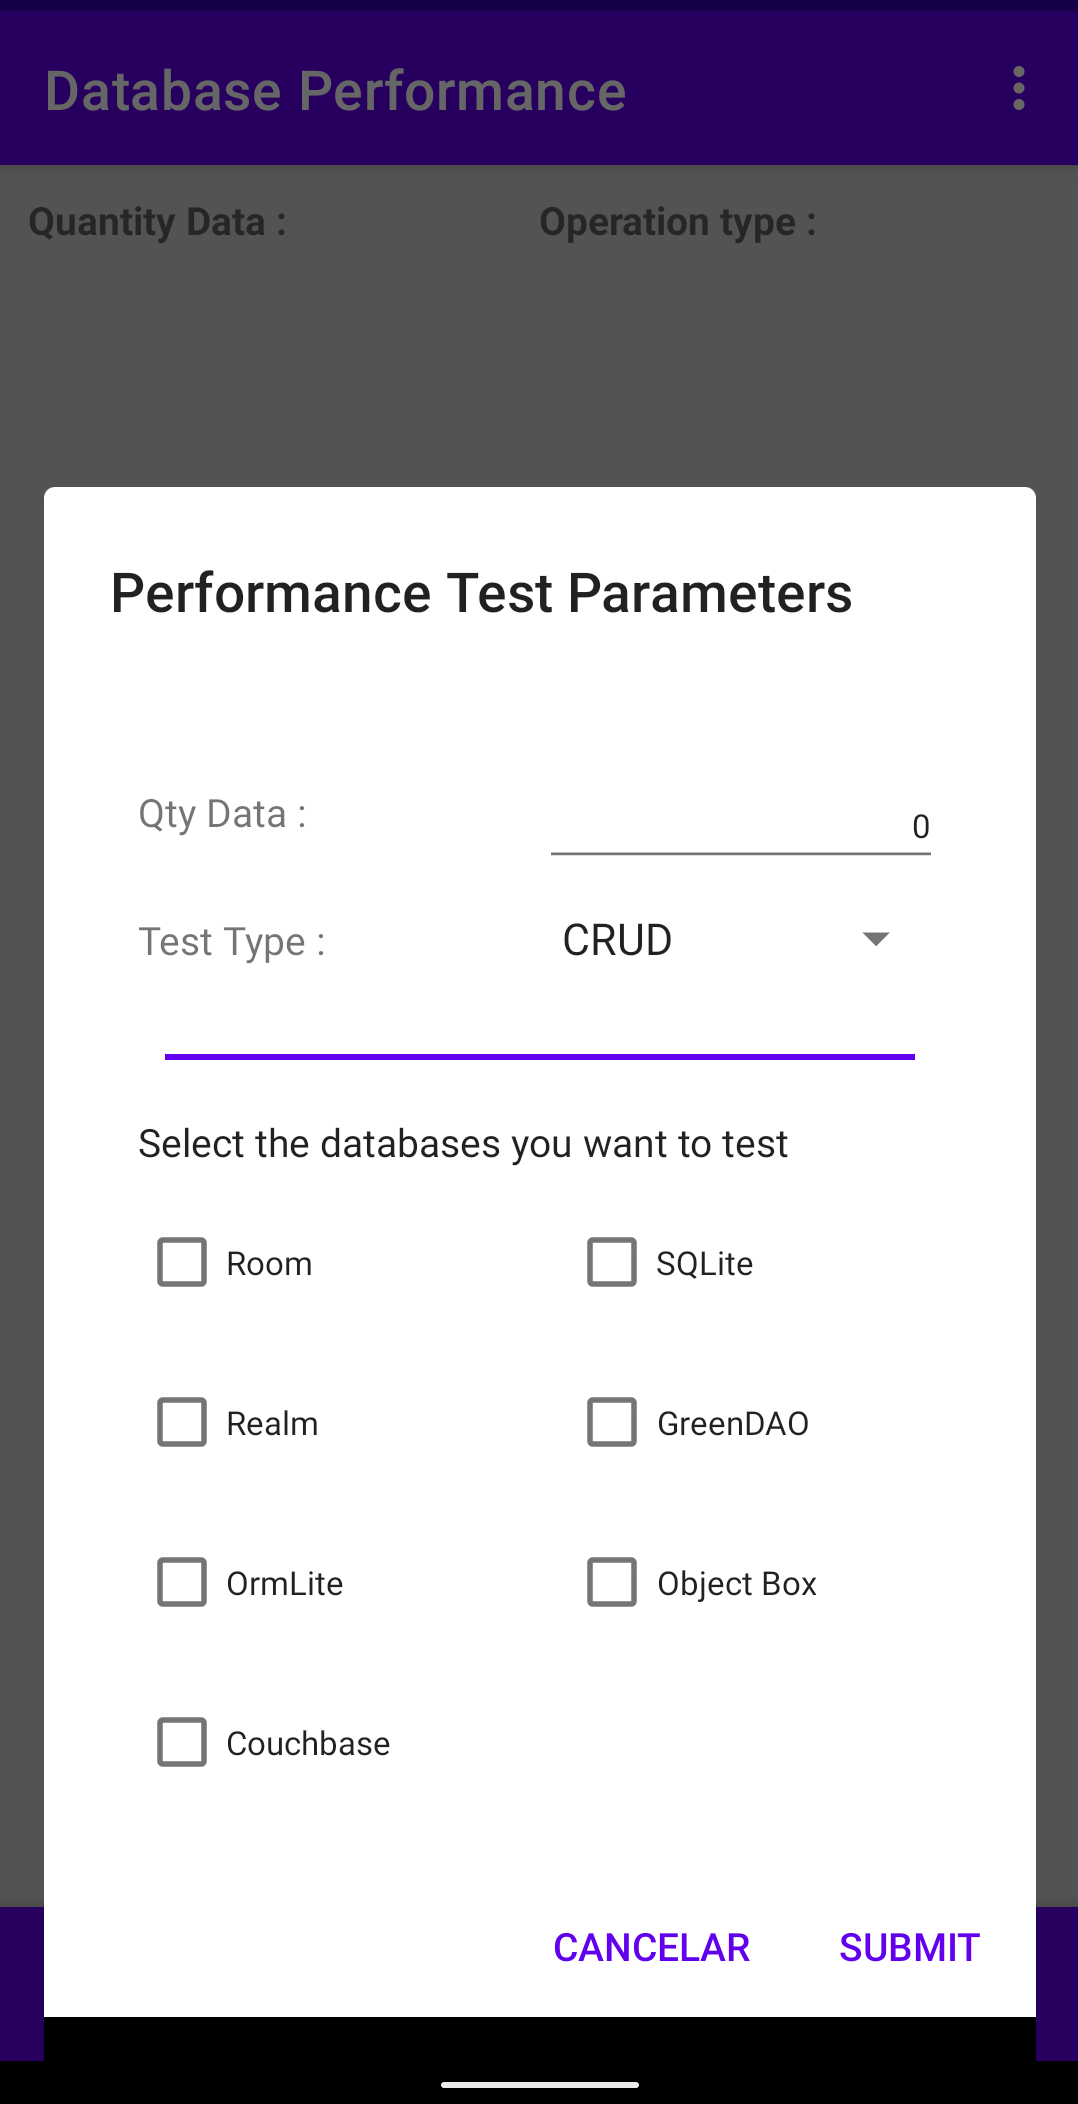 Database Performance
Quantity Data :
Operation type :
Performance Test Parameters
Qty Data :
0
Test Type :
CRUD
Select the databases you want to test
Room
SQLite
Realm
GreenDAO
OrmLite
Object Box
Couchbase
CANCELAR
SUBMIT